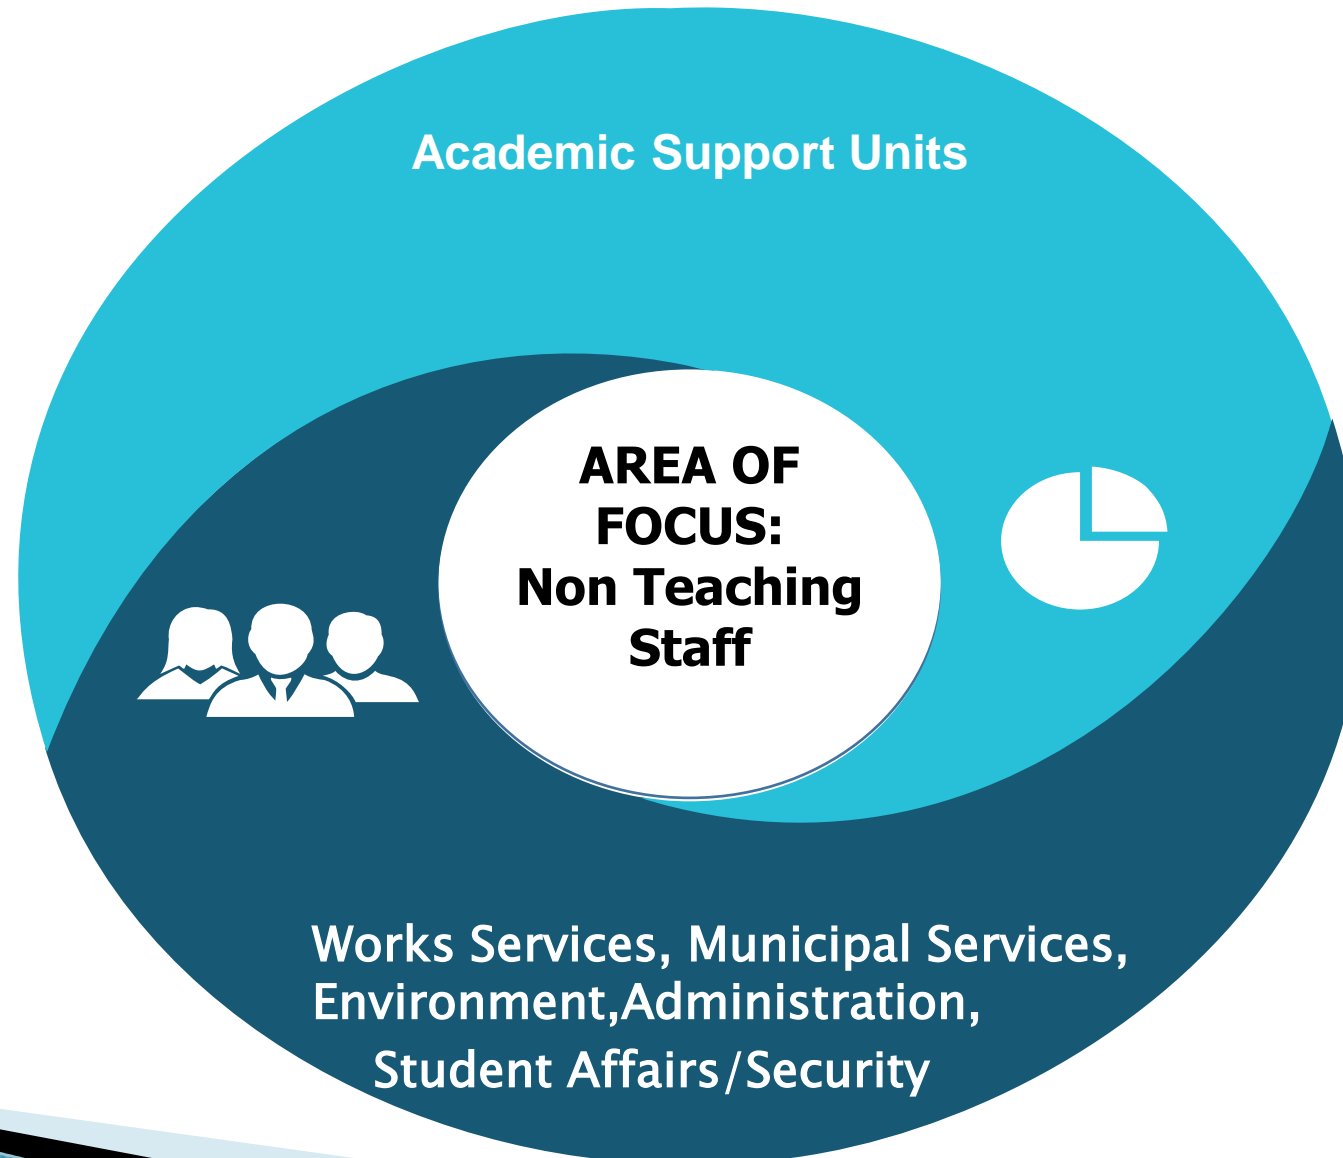 Academic Support Units
AREA OF
FOCUS:
Non Teaching
Staff
Works Services, Municipal Services,
Environment,Administration,
Student Affairs/Security